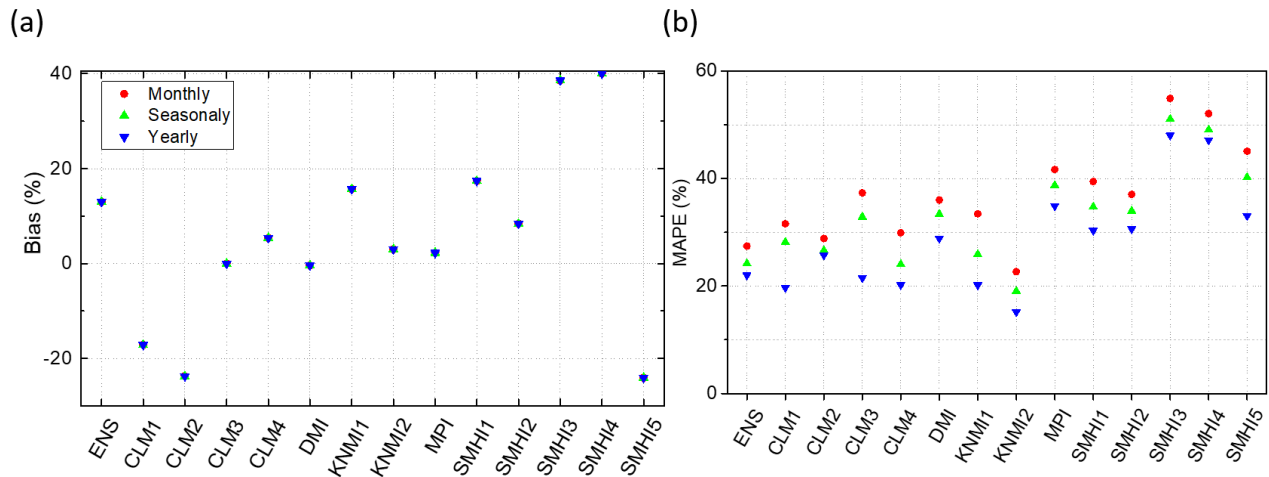 (a)
(b)
Bias (%)
40
20
0
-20
Monthly
Seasonaly
Yearly
ENS
CLM1
CLM2
CLM3
CLM4
DMI
KNMI1
KNMI2
MPI
SMHI1
SMHI2
SMHI3
SMHI4
SMHI5
MAPE (%)
60
40
20
0
ENS
CLM1
CLM2
CLM3
CLM4
DMI
KNMI1
KNMI2
MPI
SMHI1
SMHI2
SMHI3
SMHI4
SMHI5